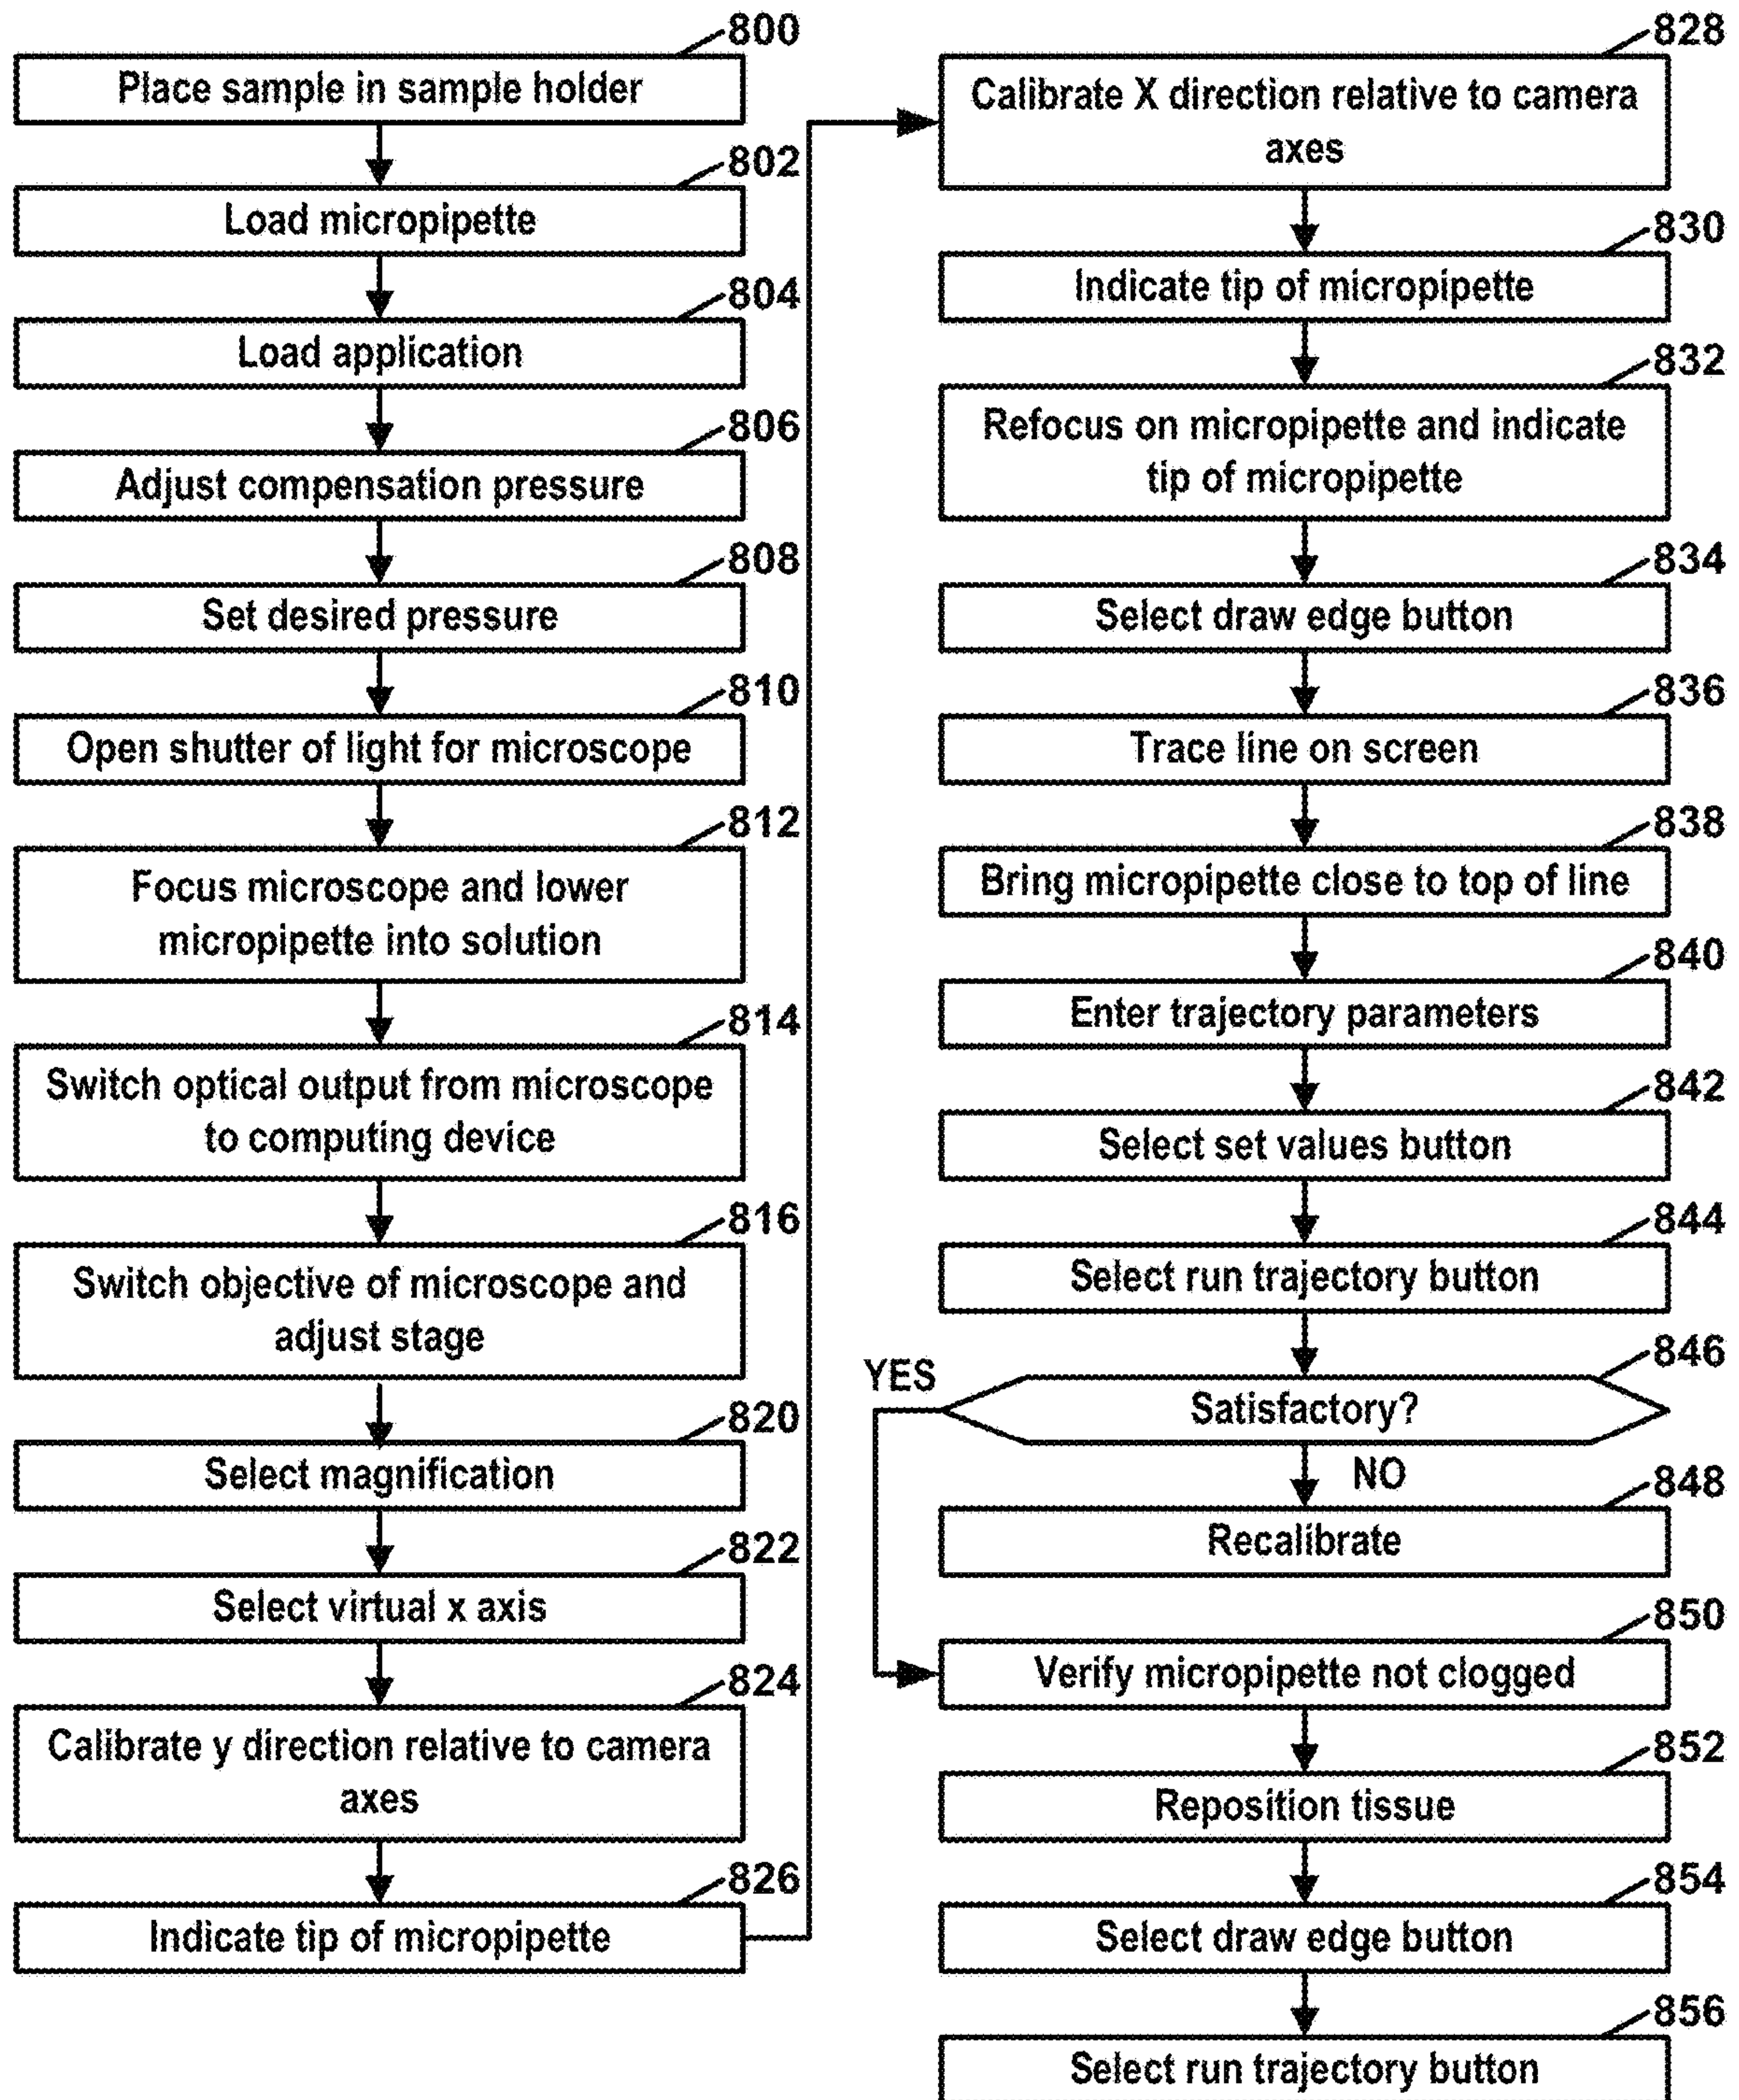 800
Place sample in sample holder
802
Load micropipette
804
Load application
806
Adjust compensation pressure
808
Set desired pressure
810
Open shutter of light for microscope
812
Focus microscope and lower
micropipette into solution
814
Switch optical output from microscope
to computing device
816
Switch objective of microscope and
adjust stage
820
Select magnification
822
Select virtual x axis
824
Calibrate y direction relative to camera
axes
826
Indicate tip of micropipette
828
Calibrate X direction relative to camera
axes
830
Indicate tip of micropipette
832
Refocus on micropipette and indicate
tip of micropipette
834
Select draw edge button
836
Trace line on screen
838
Bring micropipette close to top of line
840
Enter trajectory parameters
842
Select set values button
844
Select run trajectory button
846
YES
Satisfactory?
NO
848
Recalibrate
850
Verify micropipette not clogged
852
Reposition tissue
854
Select draw edge button
856
Select run trajectory button